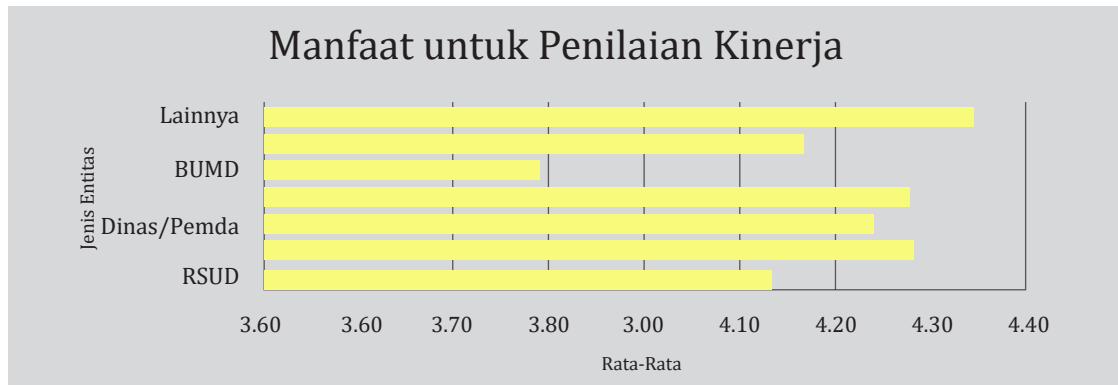 Manfaat untuk Penilaian Kinerja
Jenis Entitas
Lainnya
BUMD
Dinas/Pemda
RSUD
3.60 3.60 3.70 3.80 3.00 4.10 4.20 4.30 4.40
Rata-Rata